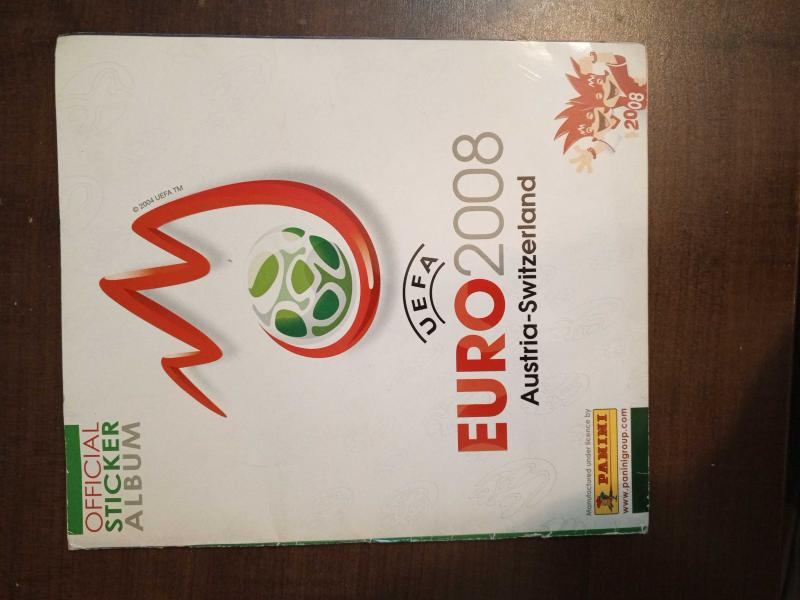 OFFICIAL
STICKER
ALBUM
© 2004 UEFA TM
UEFA
EURO2008
Austria-Switzerland
Manufactured under licence by
PANINI
www.paninigroup.com
2008